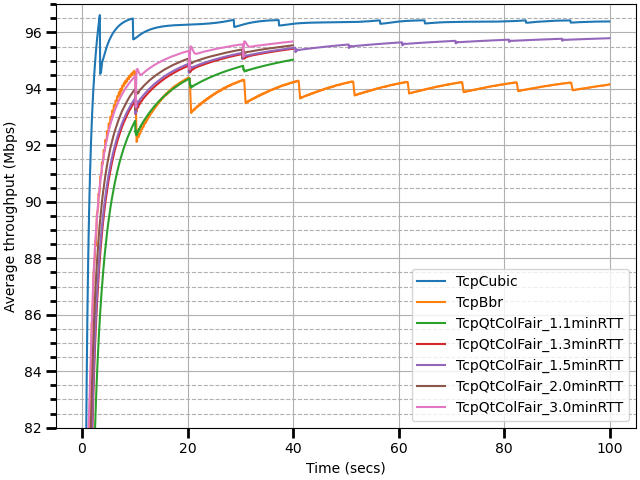 Average throughput (Mbps)
96
94
92
90
88
86
84
82
0 20 40 60 80 100
Time (secs)
TcpCubic
TcpBbr
TcpQtColFair_1.1minRTT
TcpQtColFair_1.3minRTT
TcpQtColFair_1.5minRTT
TcpQtColFair_2.0minRTT
TcpQtColFair_3.0minRTT